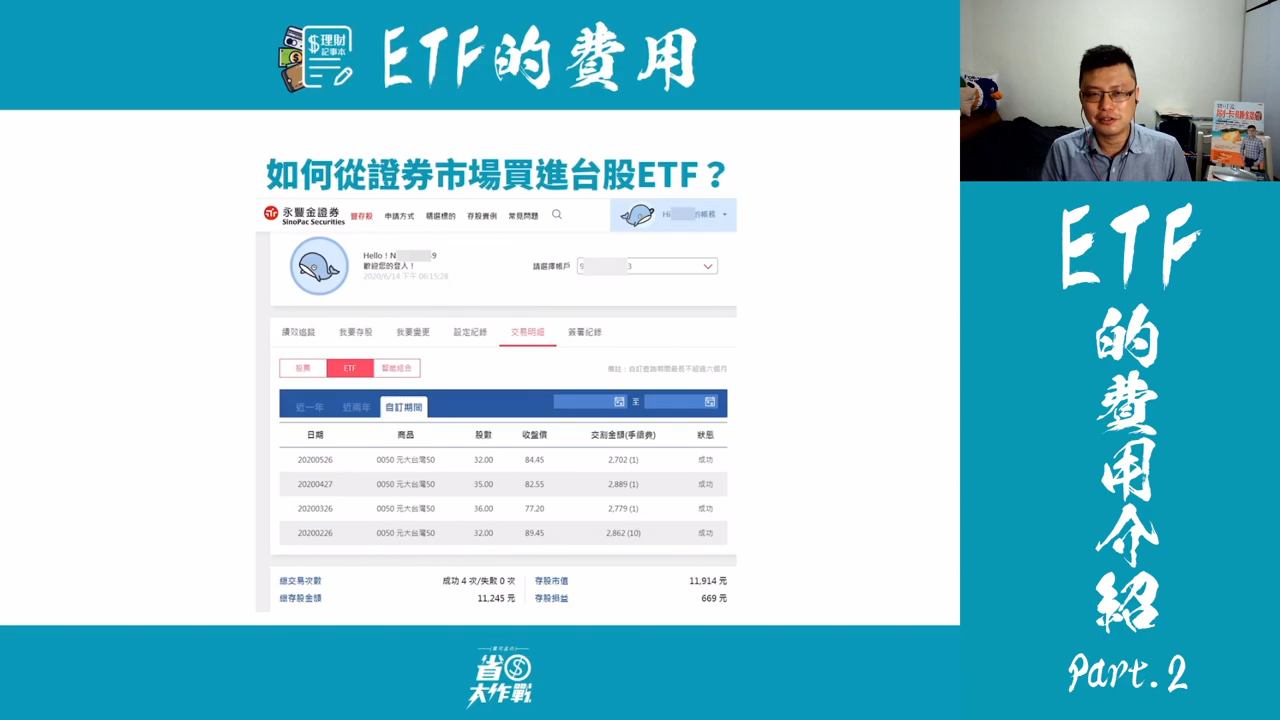 $理財
記事本
ETF的費用
如何從證券市場買進台股ETF？
永豐金證券
SinoPac Securities
豐存股 申請方式 精選標的 存股實例 常見問題
Hi 的帳務
Hello！N 9
歡迎您的登入！
2020/6/14 下午 06:15:28
請選擇帳戶 9 3
績效追蹤 我要存股 我要變更 設定記錄 交易明細 簽署記錄
股票 ETF 智能組合
備註：自訂查詢期間最長不超過六個月
近一年 近兩年 自訂期間 至
日期 商品 股數 收盤價 交割金額(手續費) 狀態
20200526 0050 元大台灣50 32.00 84.45 2,702 (1) 成功
20200427 0050 元大台灣50 35.00 82.55 2,889 (1) 成功
20200326 0050 元大台灣50 36.00 77.20 2,779 (1) 成功
20200226 0050 元大台灣50 32.00 89.45 2,862 (10) 成功
總交易次數 成功 4 次/失敗 0 次 存股市值 11,914 元
總存股金額 11,245 元 存股損益 669 元
省$
大作戰
刷卡賺錢
ETF
的
費
用
介
紹
Part.2